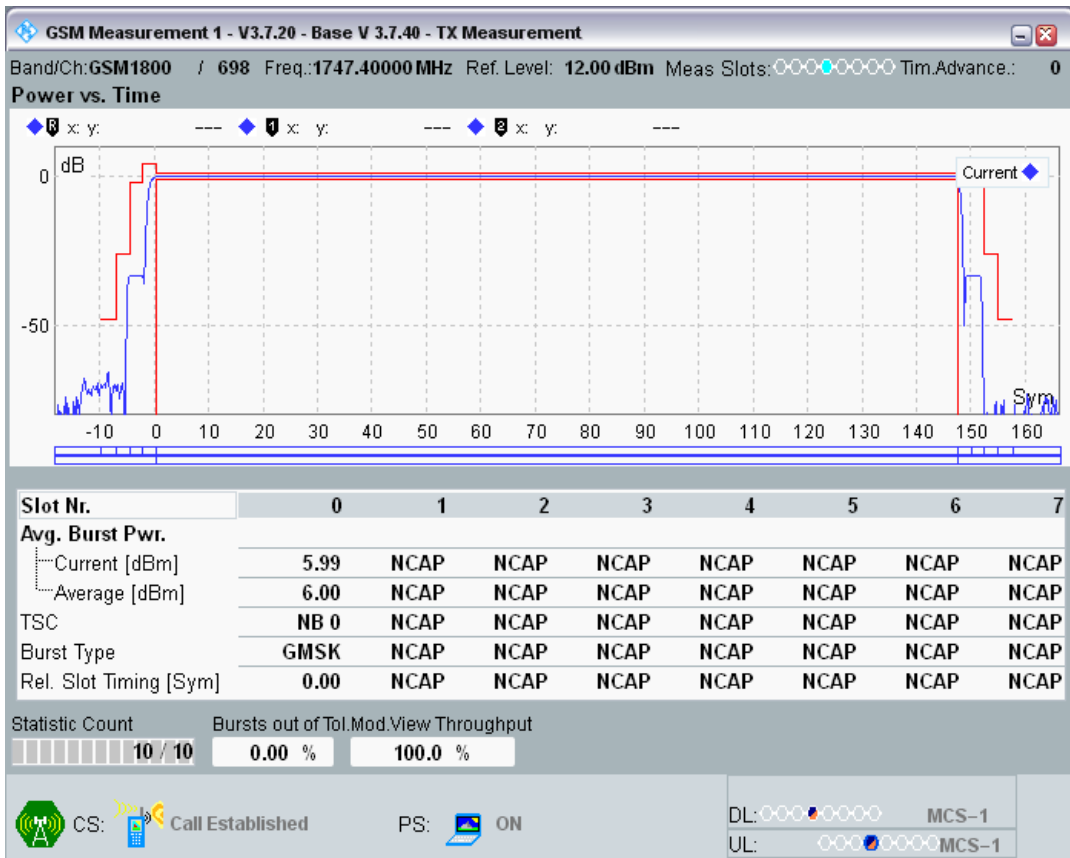 GSM Measurement 1 - V3.7.20 - Base V 3.7.40 - TX Measurement
Band/Ch:GSM1800 / 698 Freq.:1747.40000 MHz Ref. Level: 12.00 dBm Meas Slots: Tim.Advance.: 0
Power vs. Time
R x: y: --- 1 x: y: --- 2 x: y: ---
dB
0
Current
-50
Sym
-10 0 10 20 30 40 50 60 70 80 90 100 110 120 130 140 150 160
Slot Nr. 0 1 2 3 4 5 6 7
Avg. Burst Pwr.
Current [dBm] 5.99 NCAP NCAP NCAP NCAP NCAP NCAP NCAP
Average [dBm] 6.00 NCAP NCAP NCAP NCAP NCAP NCAP NCAP
TSC NB 0 NCAP NCAP NCAP NCAP NCAP NCAP NCAP
Burst Type GMSK NCAP NCAP NCAP NCAP NCAP NCAP NCAP
Rel. Slot Timing [Sym] 0.00 NCAP NCAP NCAP NCAP NCAP NCAP NCAP
Statistic Count Bursts out of Tol.Mod.View Throughput
10 / 10 0.00 % 100.0 %
CS: Call Established PS: ON
DL: MCS-1
UL: MCS-1